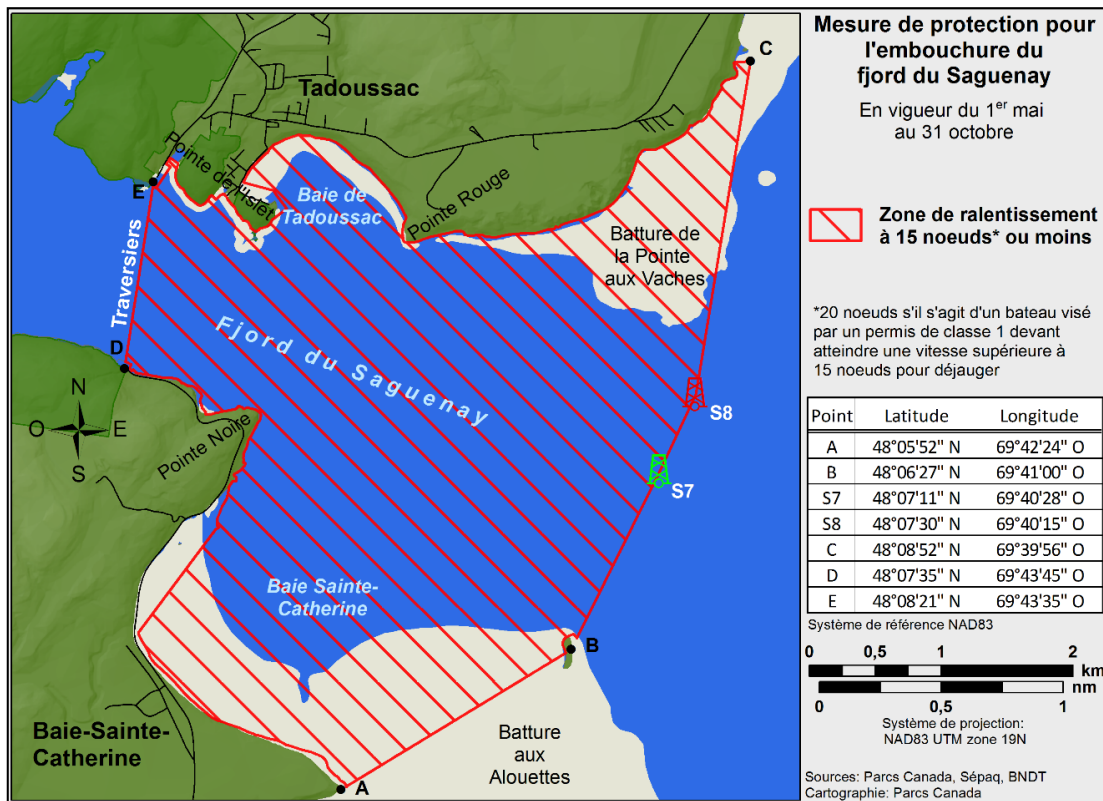 Mesure de protection pour
l'embouchure du
fjord du Saguenay
En vigueur du 1er mai
au 31 octobre
Zone de ralentissement
à 15 noeuds* ou moins
*20 noeuds s'il s'agit d'un bateau visé
par un permis de classe 1 devant
atteindre une vitesse supérieure à
15 noeuds pour déjauger
Point Latitude Longitude
A 48°05'52" N 69°42'24" O
B 48°06'27" N 69°41'00" O
S7 48°07'11" N 69°40'28" O
S8 48°07'30" N 69°40'15" O
C 48°08'52" N 69°39'56" O
D 48°07'35" N 69°43'45" O
E 48°08'21" N 69°43'35" O
Système de référence NAD83
0 0,5 1 2
km
nm
0 0,5 1
Système de projection:
NAD83 UTM zone 19N
Sources: Parcs Canada, Sépaq, BNDT
Cartographie: Parcs Canada
C
Tadoussac
Pointe de l'Islet
E
Baie de
Tadoussac
Pointe Rouge
Batture de
la Pointe
aux Vaches
Traversiers
Fjord du Saguenay
D
N
O E
S
Pointe Noire
S8
S7
Baie Sainte-
Catherine
B
Baie-Sainte-
Catherine
Batture
aux
Alouettes
A